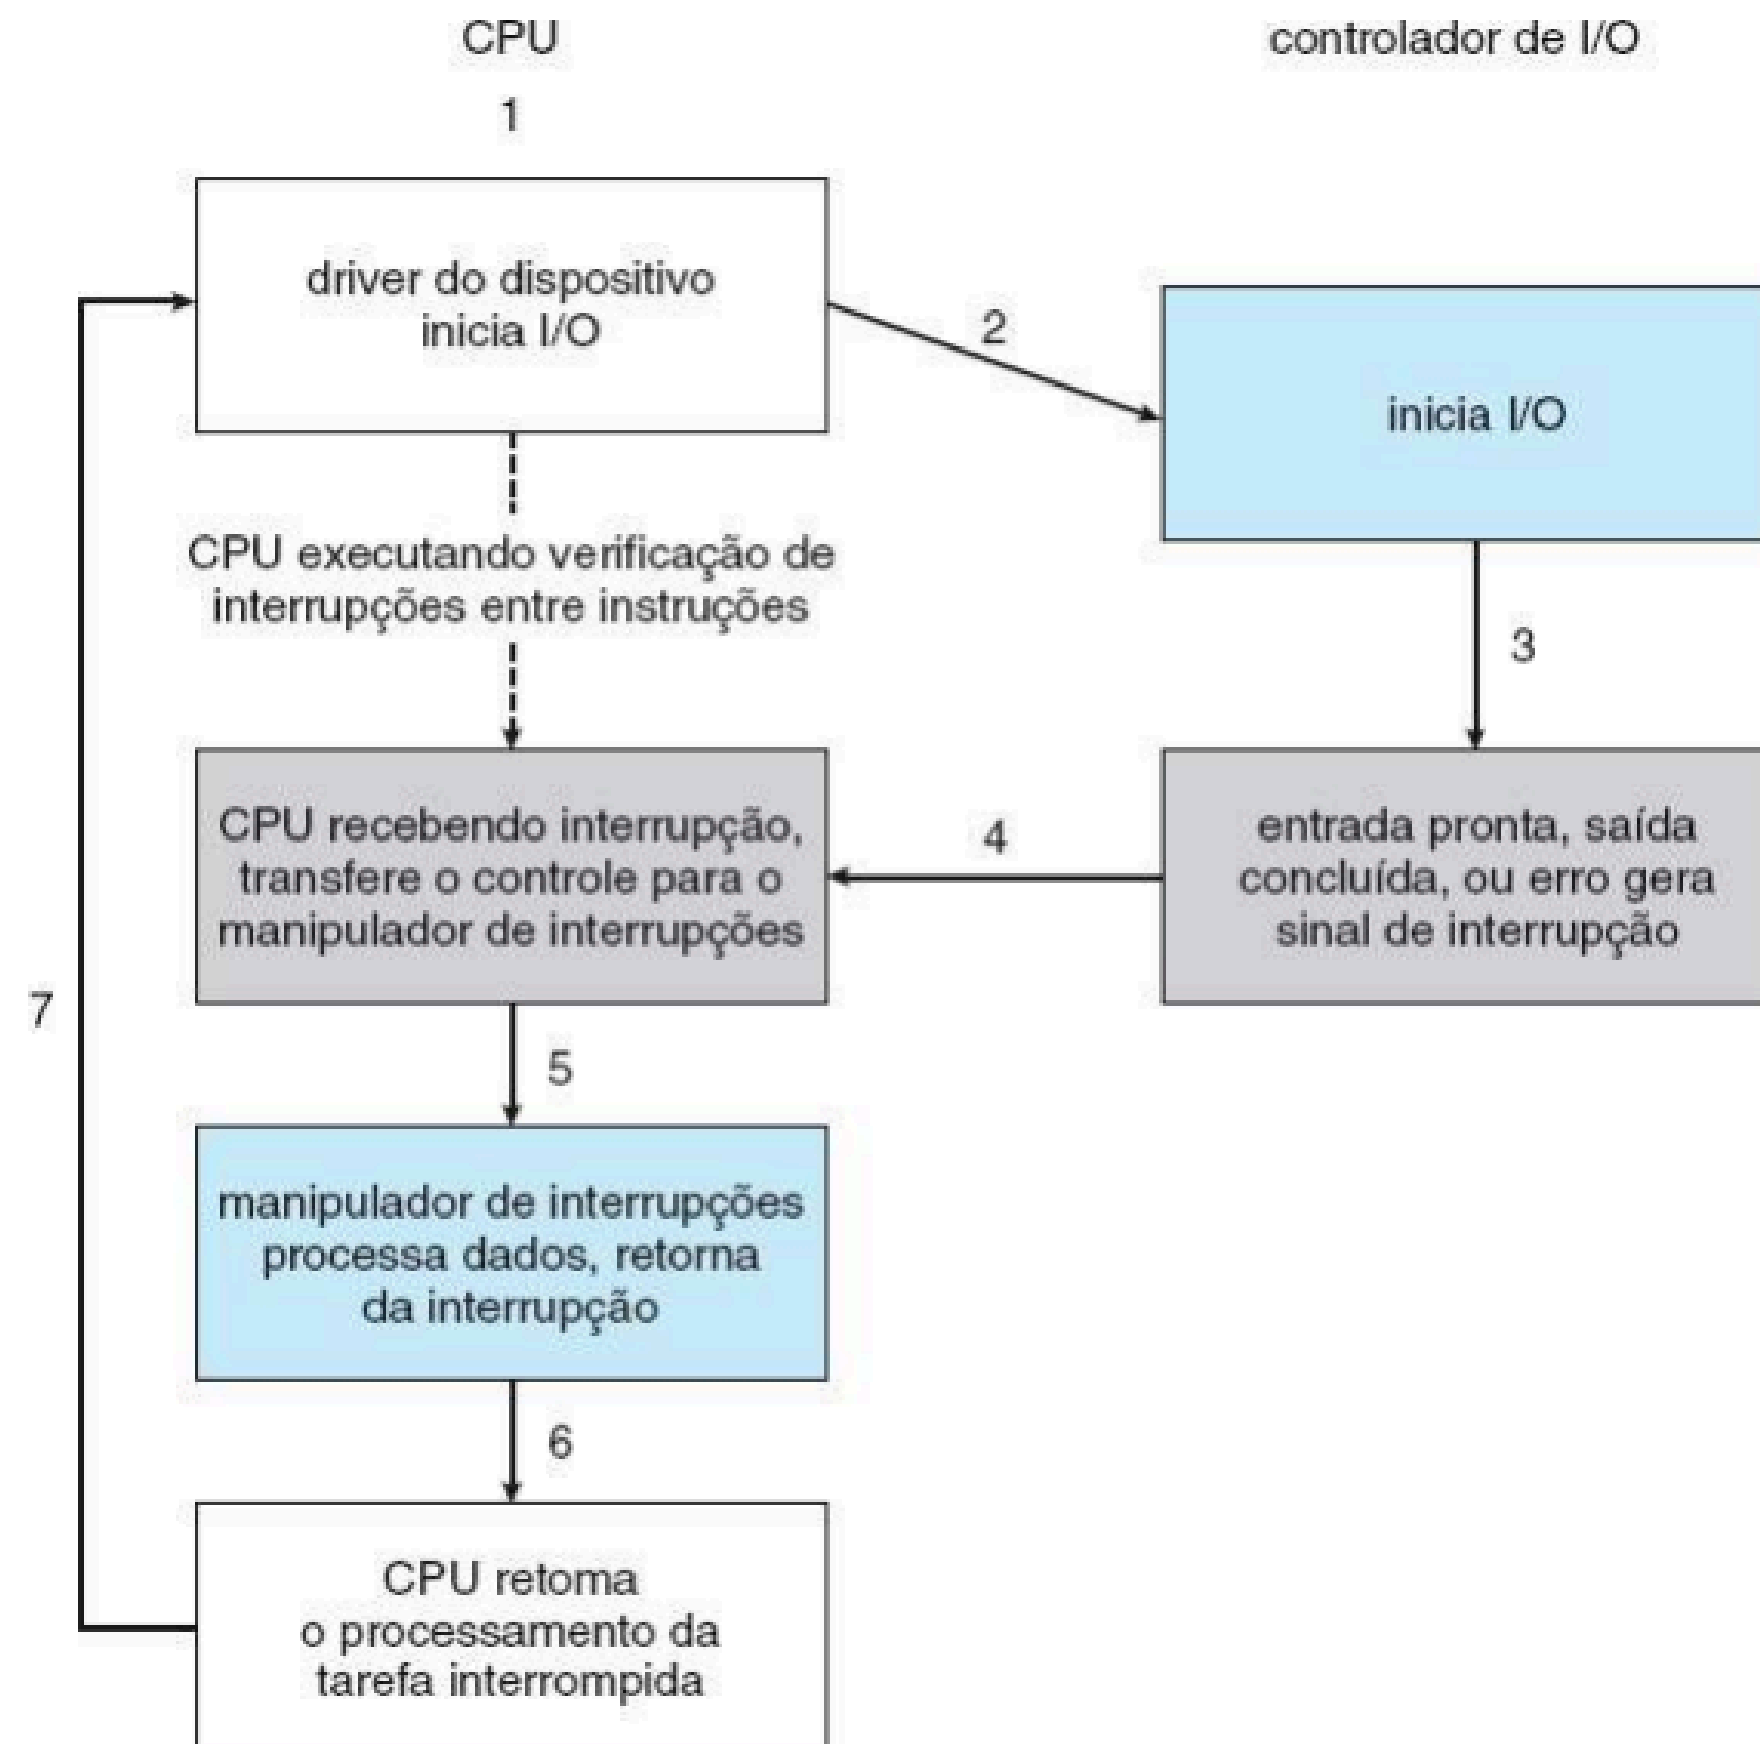 CPU
controlador de I/O
1
driver do dispositivo
inicia I/O
2
inicia I/O
CPU executando verificação de
interrupções entre instruções
3
CPU recebendo interrupção,
transfere o controle para o
manipulador de interrupções
4
entrada pronta, saída
concluída, ou erro gera
sinal de interrupção
7
5
manipulador de interrupções
processa dados, retorna
da interrupção
6
CPU retoma
o processamento da
tarefa interrompida